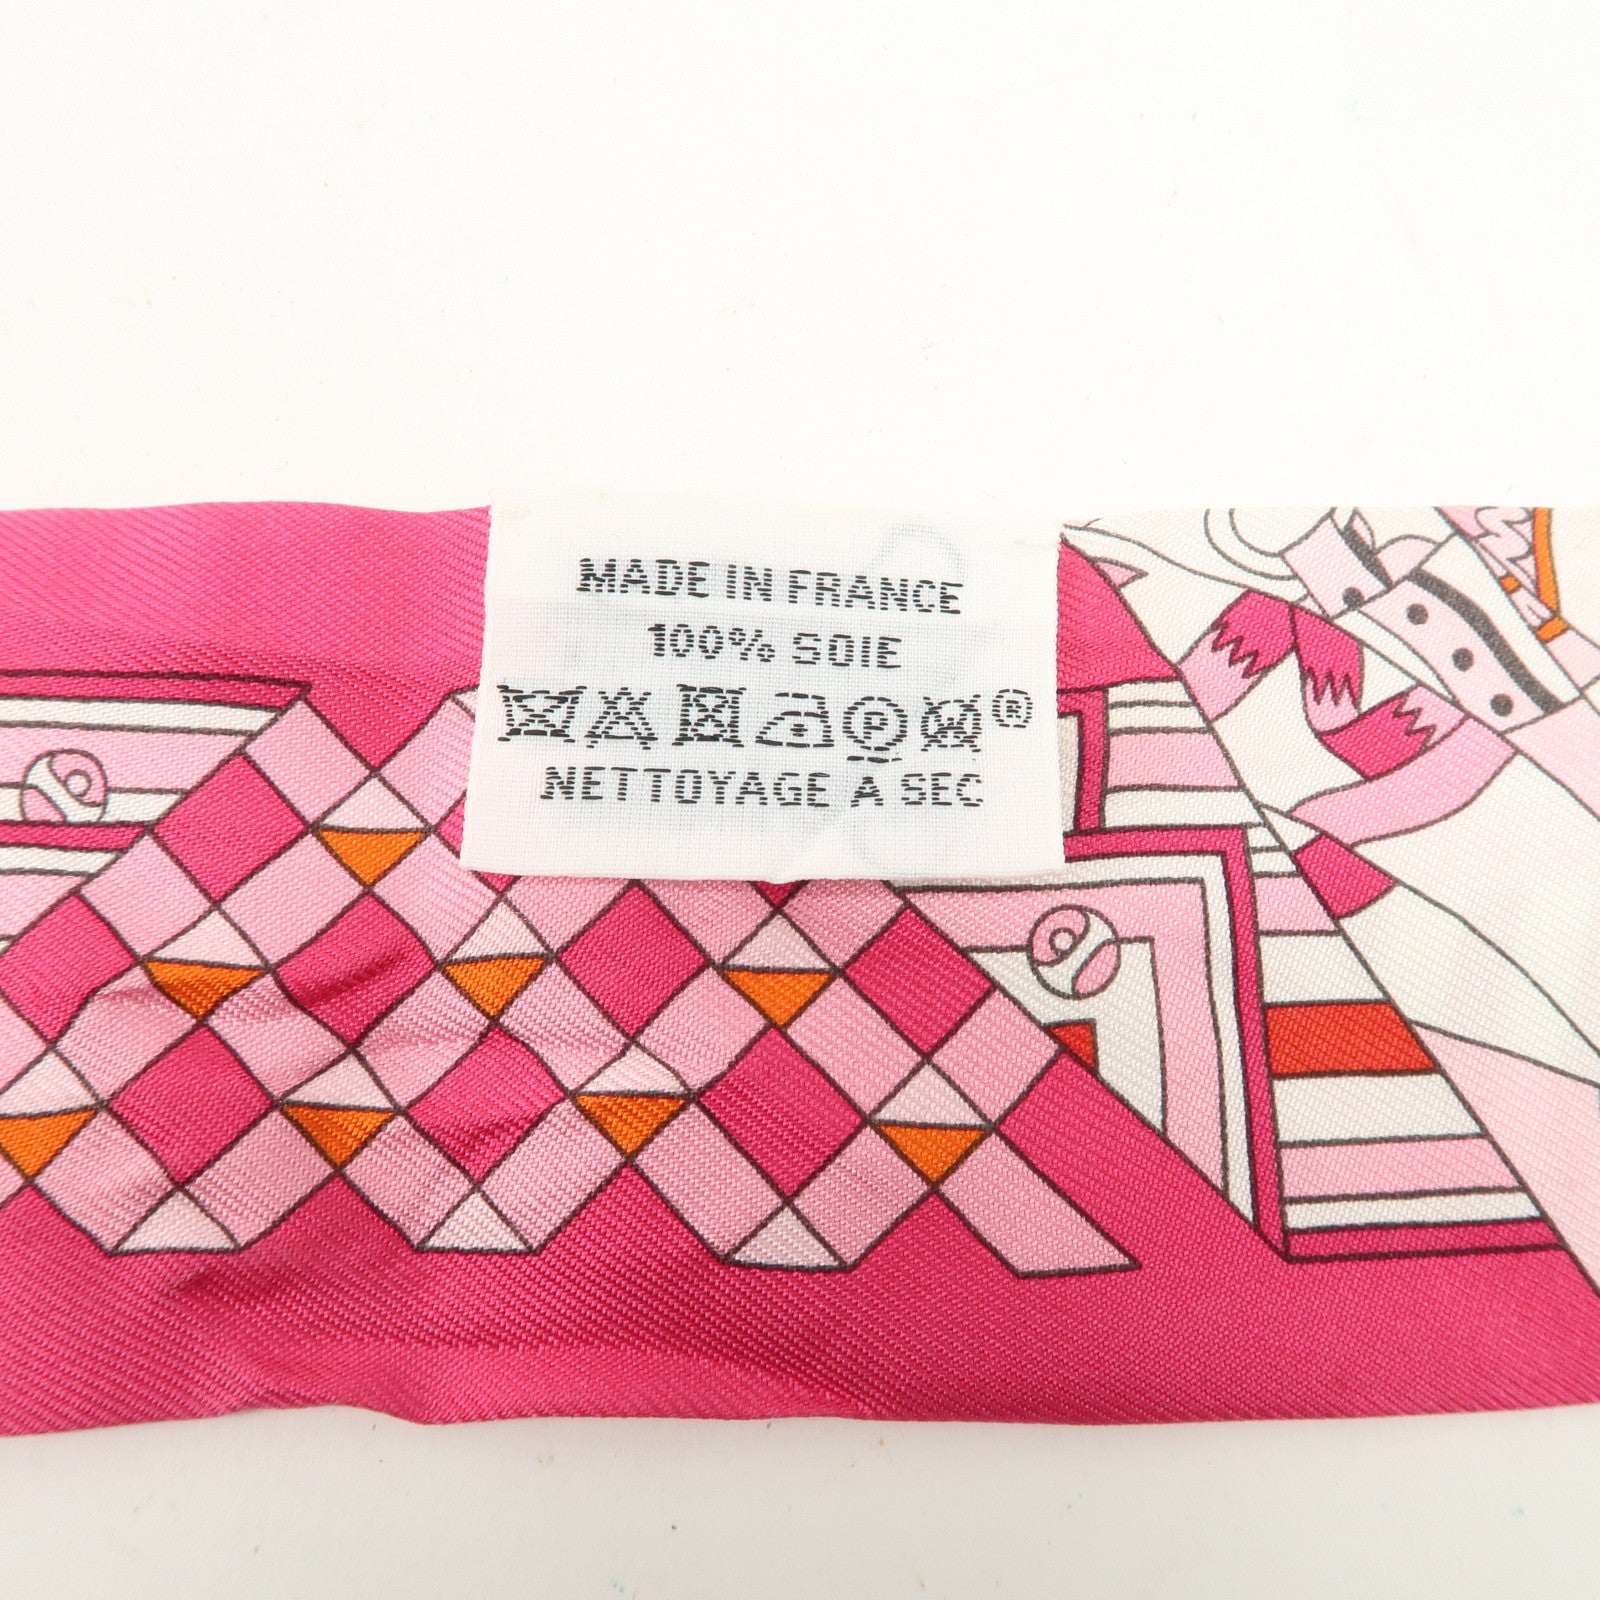 MADE IN FRANCE
100% SOIE
P W ®
NETTOYAGE A SEC